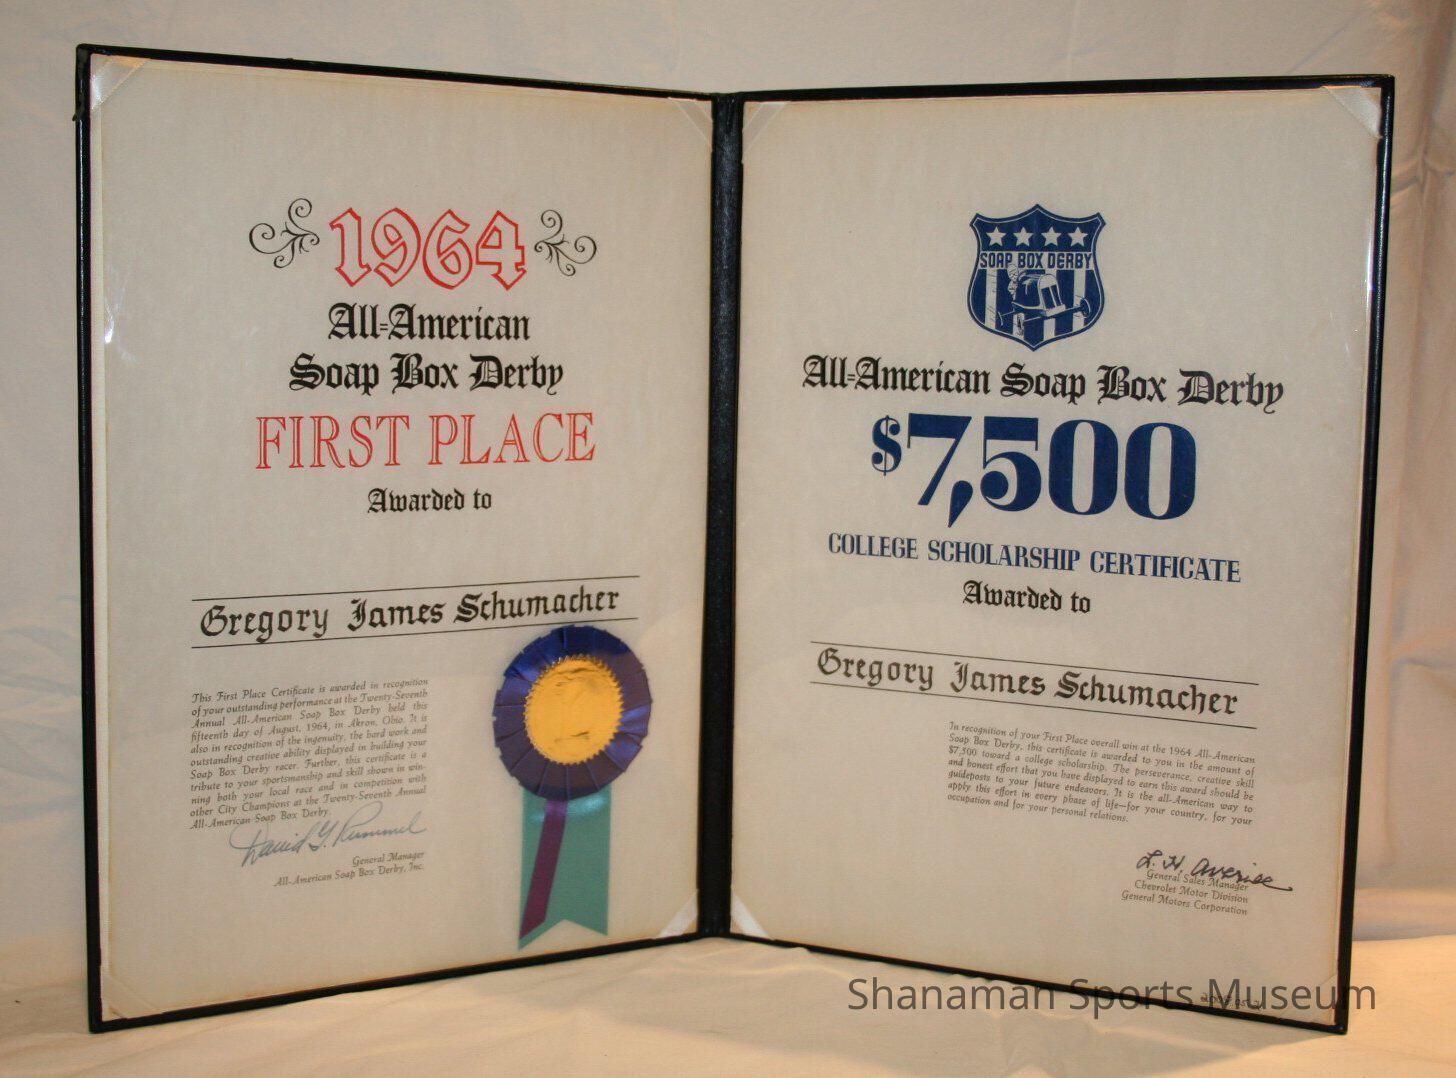 1964
All-American
Soap Box Derby
FIRST PLACE
Awarded to
Gregory James Schumacher
This First Place Certificate is awarded in recognition
of your outstanding performance at the Twenty-Seventh
Annual All-American Soap Box Derby held this
fifteenth day of August, 1964, in Akron, Ohio. It is
also in recognition of the ingenuity, the hard work and
outstanding creative ability displayed in building your
Soap Box Derby racer. Further, this certificate is a
tribute to your sportsmanship and skill shown in win-
ning both your local race and in competition with
other City Champions at the Twenty-Seventh Annual
All-American Soap Box Derby.
General Manager
All-American Soap Box Derby, Inc.
SOAP BOX DERBY
All-American Soap Box Derby
$7,500
COLLEGE SCHOLARSHIP CERTIFICATE
Awarded to
Gregory James Schumacher
In recognition of your First Place overall win at the 1964 All-American
Soap Box Derby, this certificate is awarded to you in the amount of
$7,500 toward a college scholarship. The perseverance, creative skill
and honest effort that you have displayed to earn this award should be
guideposts to your future endeavors. It is the all-American way to
apply this effort in every phase of life—for your country, for your
occupation and for your personal relations.
General Sales Manager
Chevrolet Motor Division
General Motors Corporation
Shanaman Sports Museum